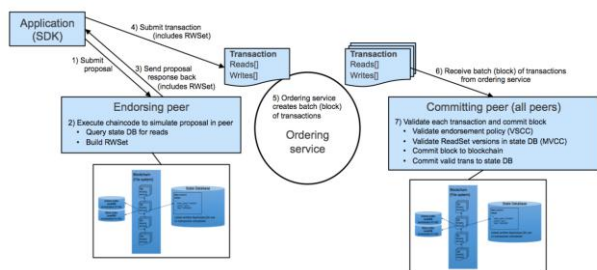 Application
(SDK)
4) Submit transaction
(includes RWSet)
1) Submit
proposal
3) Send proposal
response back
(includes RWSet)
Transaction
Reads[]
Writes[]
Endorsing peer
2) Execute chaincode to simulate proposal in peer
• Query state DB for reads
• Build RWSet
5) Ordering service
creates batch (block)
of transactions
Ordering
service
Transaction
Reads[]
Writes[]
6) Receive batch (block) of transactions
from ordering service
Committing peer (all peers)
7) Validate each transaction and commit block
• Validate endorsement policy (VSCC)
• Validate ReadSet versions in state DB (MVCC)
• Commit block to blockchain
• Commit valid trans to state DB
Blockchain
(File system)
State Database
Blockchain
(File system)
State Database